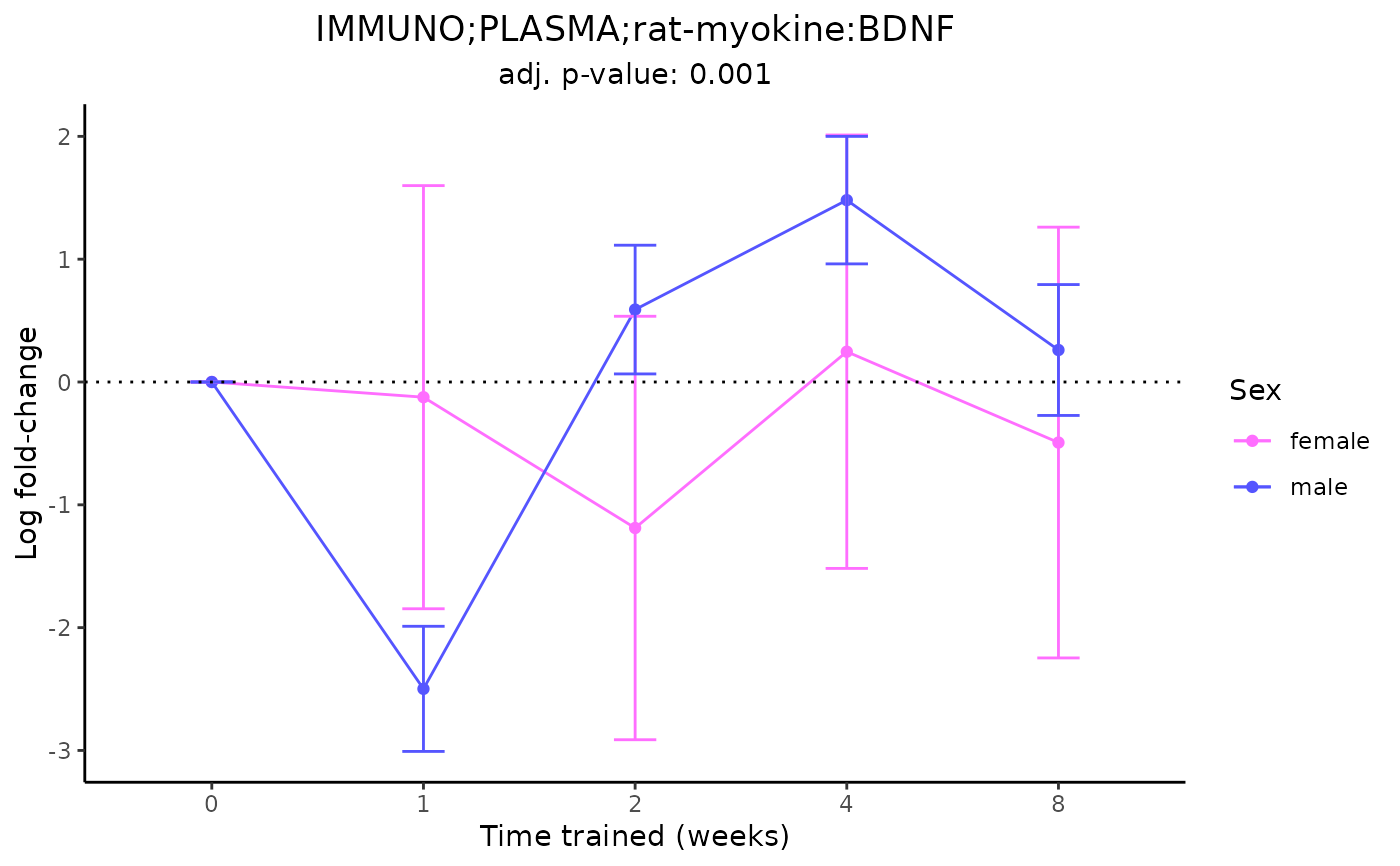 IMMUNO;PLASMA;rat-myokine:BDNF
adj. p-value: 0.001
Log fold-change
2
1
0
-1
-2
-3
0 1 2 4 8
Time trained (weeks)
Sex
female
male